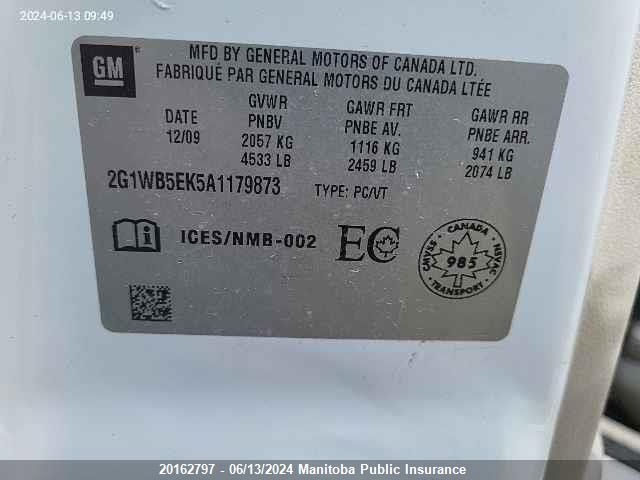 2024-06-13 09:49
GM
MFD BY GENERAL MOTORS OF CANADA LTD.
FABRIQUÉ PAR GENERAL MOTORS DU CANADA LTÉE
DATE GVWR GAWR FRT GAWR RR
PNBV PNBE AV. PNBE ARR.
12/09 2057 KG 1116 KG 941 KG
4533 LB 2459 LB 2074 LB
2G1WB5EK5A1179873 TYPE: PC/VT
ICES/NMB-002 EC
CANADA
CMVSS NSVAC
985
TRANSPORT
20162797 - 06/13/2024 Manitoba Public Insurance